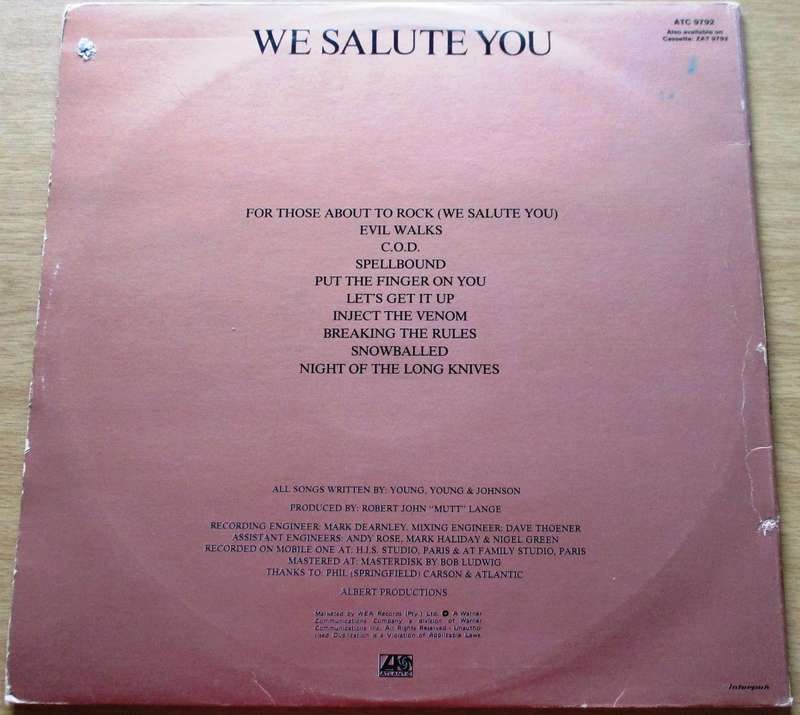 ATC 9792
Also available on
Cassette: ZAT 9792
WE SALUTE YOU
FOR THOSE ABOUT TO ROCK (WE SALUTE YOU)
EVIL WALKS
C.O.D.
SPELLBOUND
PUT THE FINGER ON YOU
LET'S GET IT UP
INJECT THE VENOM
BREAKING THE RULES
SNOWBALLED
NIGHT OF THE LONG KNIVES
ALL SONGS WRITTEN BY: YOUNG, YOUNG & JOHNSON
PRODUCED BY: ROBERT JOHN "MUTT" LANGE
RECORDING ENGINEER: MARK DEARNLEY. MIXING ENGINEER: DAVE THOENER
ASSISTANT ENGINEERS: ANDY ROSE, MARK HALIDAY & NIGEL GREEN
RECORDED ON MOBILE ONE AT: H.I.S. STUDIO, PARIS & AT FAMILY STUDIO, PARIS
MASTERED AT: MASTERDISK BY BOB LUDWIG
THANKS TO: PHIL (SPRINGFIELD) CARSON & ATLANTIC
ALBERT PRODUCTIONS
Marketed by WEA Records (Pty.) Ltd. A Warner
Communications Company a division of Warner
Communications Inc. All Rights Reserved - Unautho-
rised Duplication is a Violation of Applicable Laws.
ATLANTIC
interpak